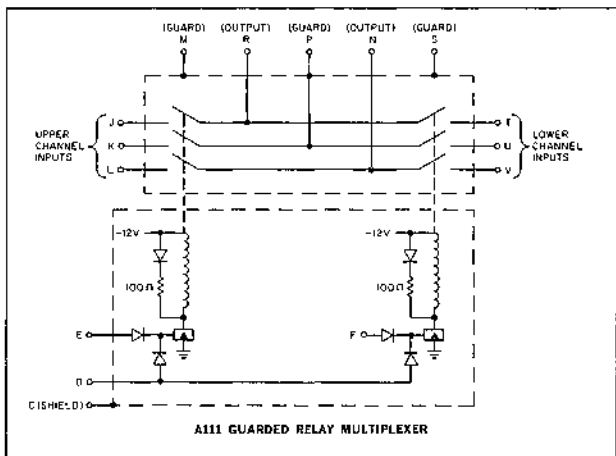 (GUARD) (OUTPUT) (GUARD) (OUTPUT) (GUARD)
M R P N S
J
K
L
UPPER
CHANNEL
INPUTS
T
U
V
LOWER
CHANNEL
INPUTS
-12V
100Ω
-12V
100Ω
E
F
D
C(SHIELD)
A111 GUARDED RELAY MULTIPLEXER